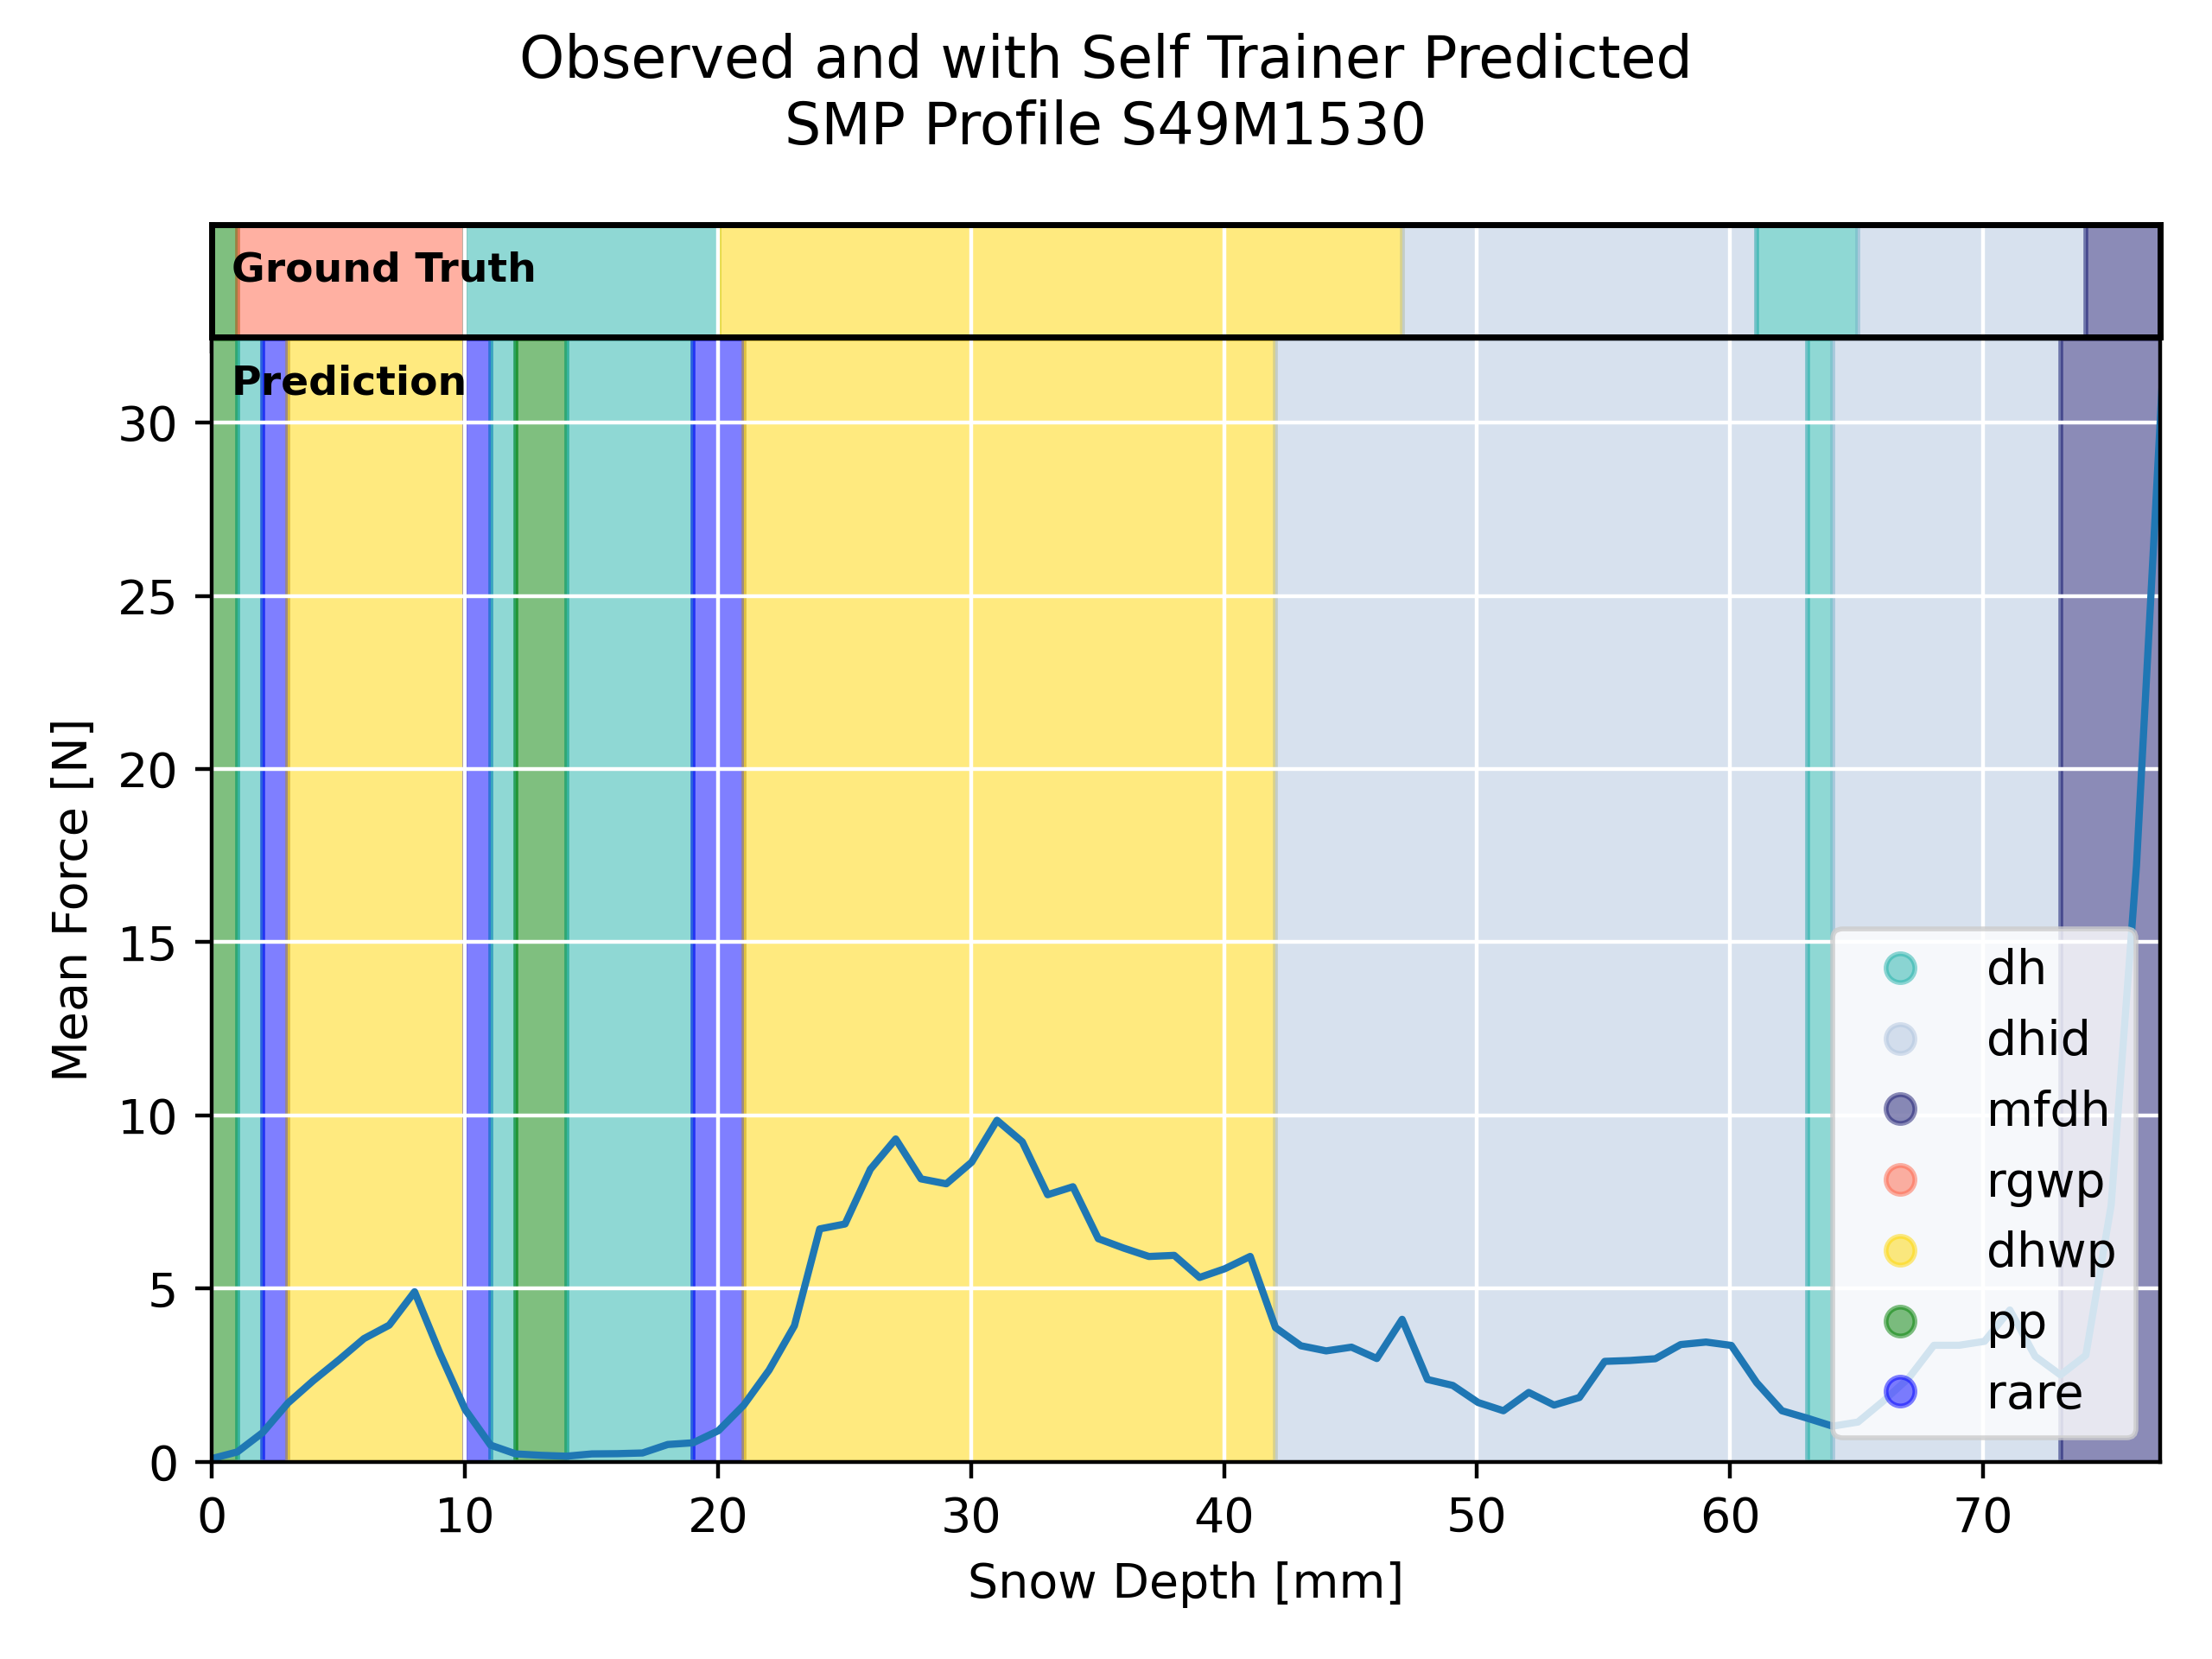 Observed and with Self Trainer Predicted
SMP Profile S49M1530
Ground Truth
Prediction
30
25
20
15
10
5
0
Mean Force [N]
dh
dhid
mfdh
rgwp
dhwp
pp
rare
0 10 20 30 40 50 60 70
Snow Depth [mm]